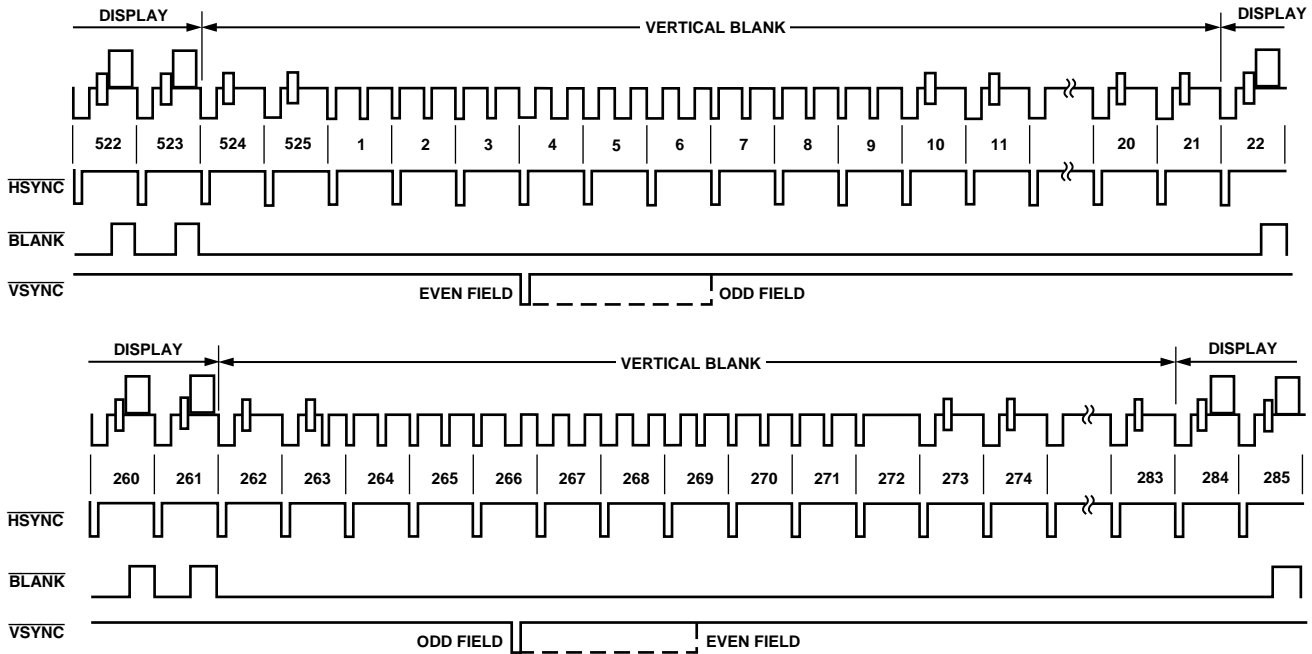 DISPLAY VERTICAL BLANK DISPLAY
522 523 524 525 1 2 3 4 5 6 7 8 9 10 11 20 21 22
HSYNC
BLANK
VSYNC
EVEN FIELD ODD FIELD
DISPLAY VERTICAL BLANK DISPLAY
260 261 262 263 264 265 266 267 268 269 270 271 272 273 274 283 284 285
HSYNC
BLANK
VSYNC
ODD FIELD EVEN FIELD